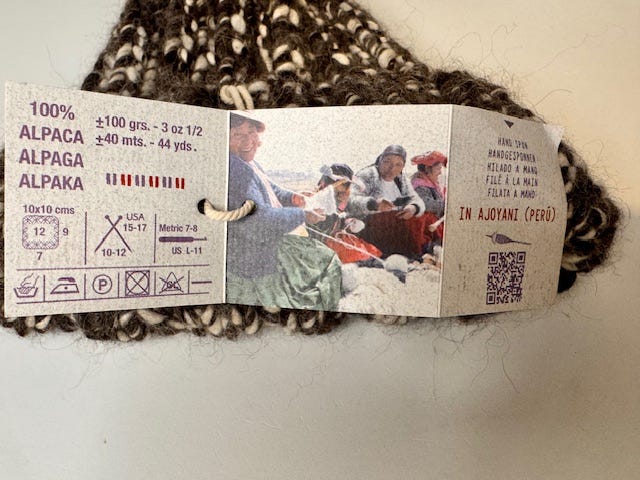 100%
ALPACA
ALPAGA
ALPAKA
±100 grs. - 3 oz 1/2
±40 mts. - 44 yds.
10x10 cms
12
9
7
USA
15-17
10-12
Metric 7-8
US L-11
P
CL
HAND SPUN
HANDGESPONNEN
HILADO A MANO
FILÉ À LA MAIN
FILATA A MANO
IN AJOYANI (PERÚ)